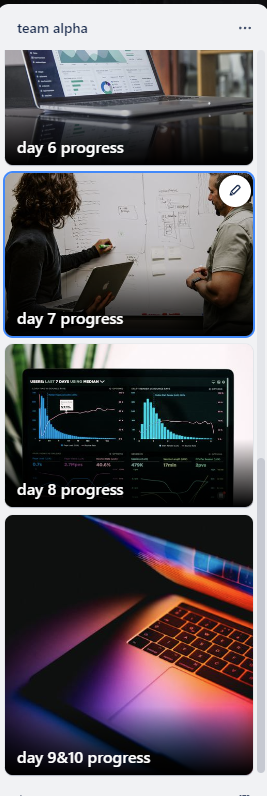 team alpha
day 6 progress
day 7 progress
USERS: LAST 7 DAYS USING MEDIAN
day 8 progress
day 9&10 progress